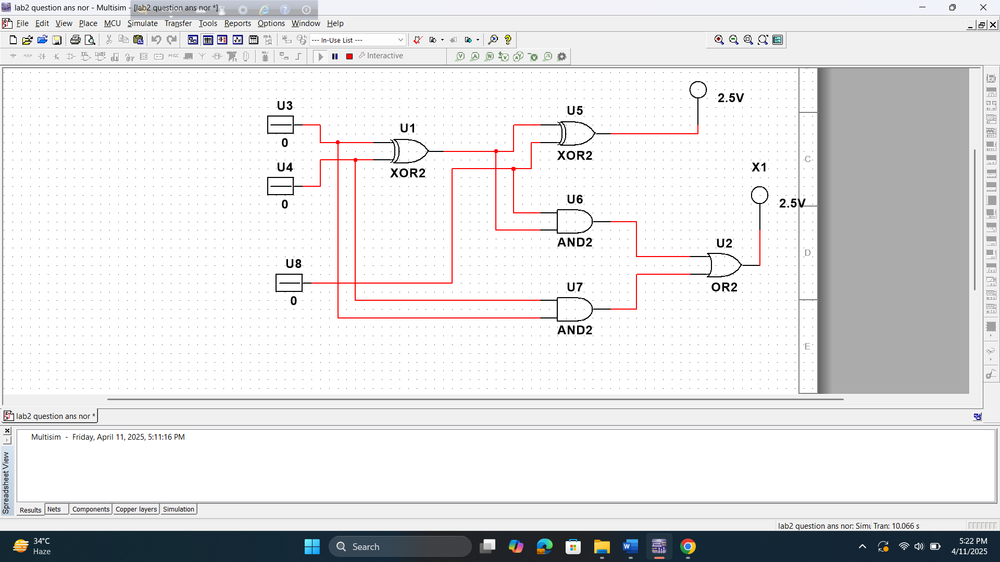 lab2 question ans nor - Multisim - [lab2 question ans nor *]
File Edit View Place MCU Simulate Transfer Tools Reports Options Window Help
--- In-Use List ---
MISC
Interactive
U3
0
U4
0
U1
XOR2
U5
XOR2
2.5V
X1
2.5V
U6
AND2
U2
OR2
U8
0
U7
AND2
C
D
E
lab2 question ans nor *
Multisim - Friday, April 11, 2025, 5:11:16 PM
Spreadsheet View
Results Nets Components Copper layers Simulation
lab2 question ans nor: Simu Tran: 10.066 s
34°C
Haze
Search
5:22 PM
4/11/2025